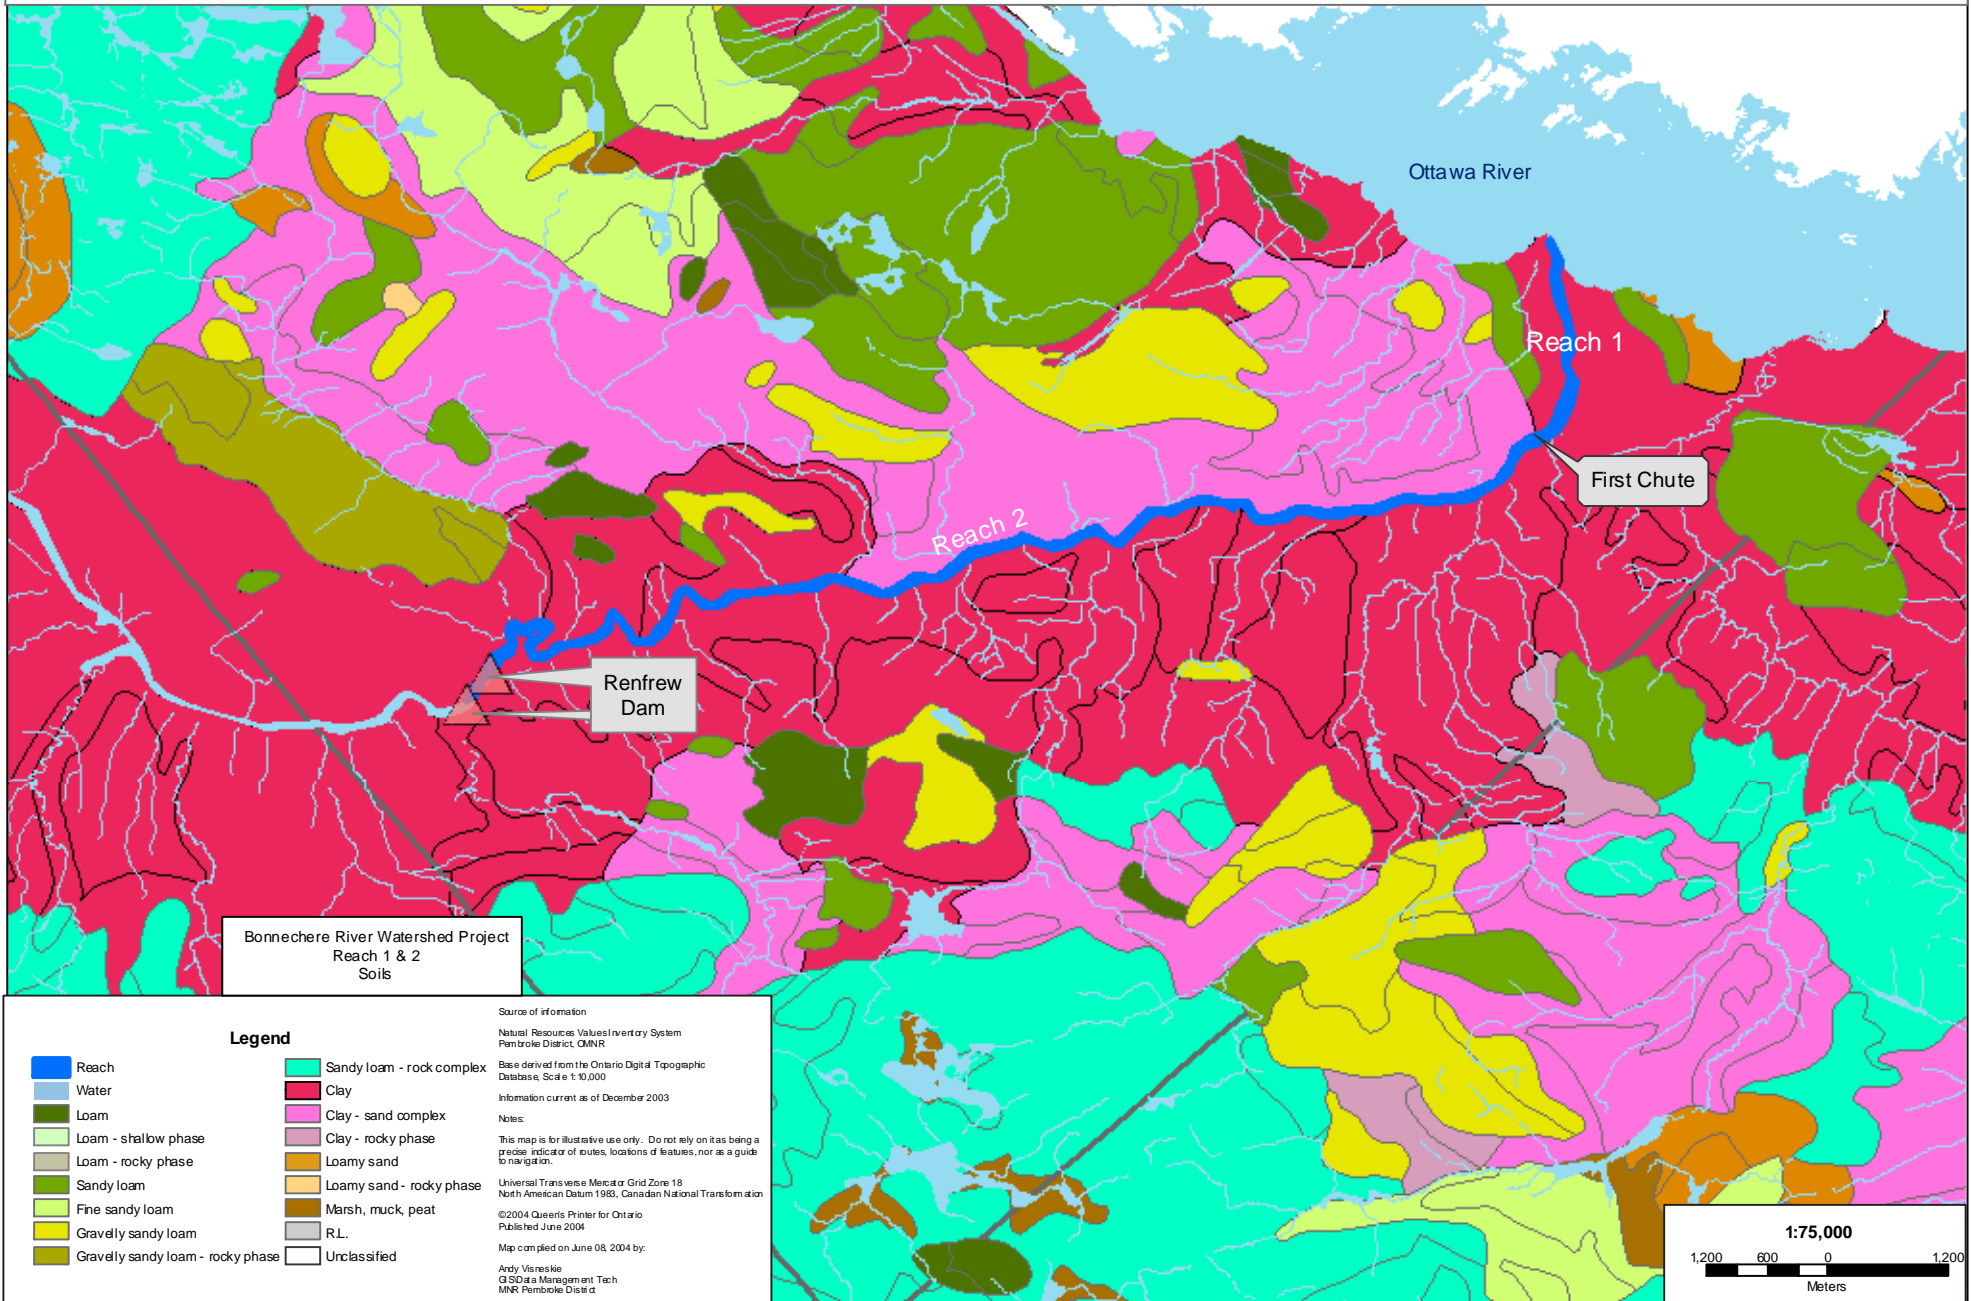 Ottawa River
Reach 1
First Chute
Reach 2
Renfrew
Dam
Bonnechere River Watershed Project
Reach 1 & 2
Soils
Legend
Reach
Water
Loam
Loam - shallow phase
Loam - rocky phase
Sandy loam
Fine sandy loam
Gravelly sandy loam
Gravelly sandy loam - rocky phase
Sandy loam - rock complex
Clay
Clay - sand complex
Clay - rocky phase
Loamy sand
Loamy sand - rocky phase
Marsh, muck, peat
R.L.
Unclassified
Source of information
Natural Resources Values Inventory System
Pembroke District, OMNR
Base derived from the Ontario Digital Topographic
Database, Scale 1:10,000
Information current as of December 2003
Notes:
This map is for illustrative use only. Do not rely on it as being a
precise indicator of routes, locations of features, nor as a guide
to navigation.
Universal Transverse Mercator Grid Zone 18
North American Datum 1983, Canadian National Transformation
©2004 Queen's Printer for Ontario
Published June 2004
Map complied on June 08, 2004 by:
Andy Visneskie
GIS\Data Management Tech
MNR Pembroke District
1:75,000
1,200 600 0 1,200
Meters